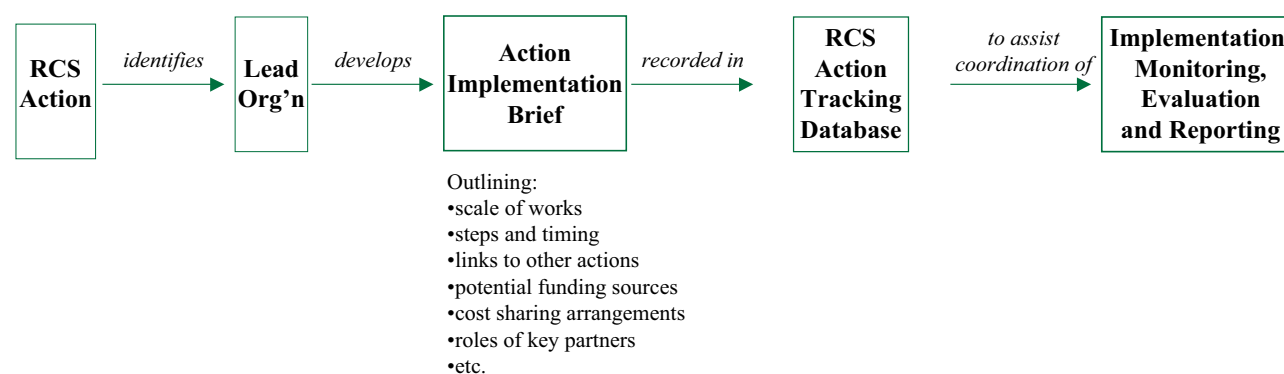 RCS
Action
identifies
Lead
Org'n
develops
Action
Implementation
Brief
recorded in
RCS
Action
Tracking
Database
to assist
coordination of
Implementation
Monitoring,
Evaluation
and Reporting
Outlining:
•scale of works
•steps and timing
•links to other actions
•potential funding sources
•cost sharing arrangements
•roles of key partners
•etc.